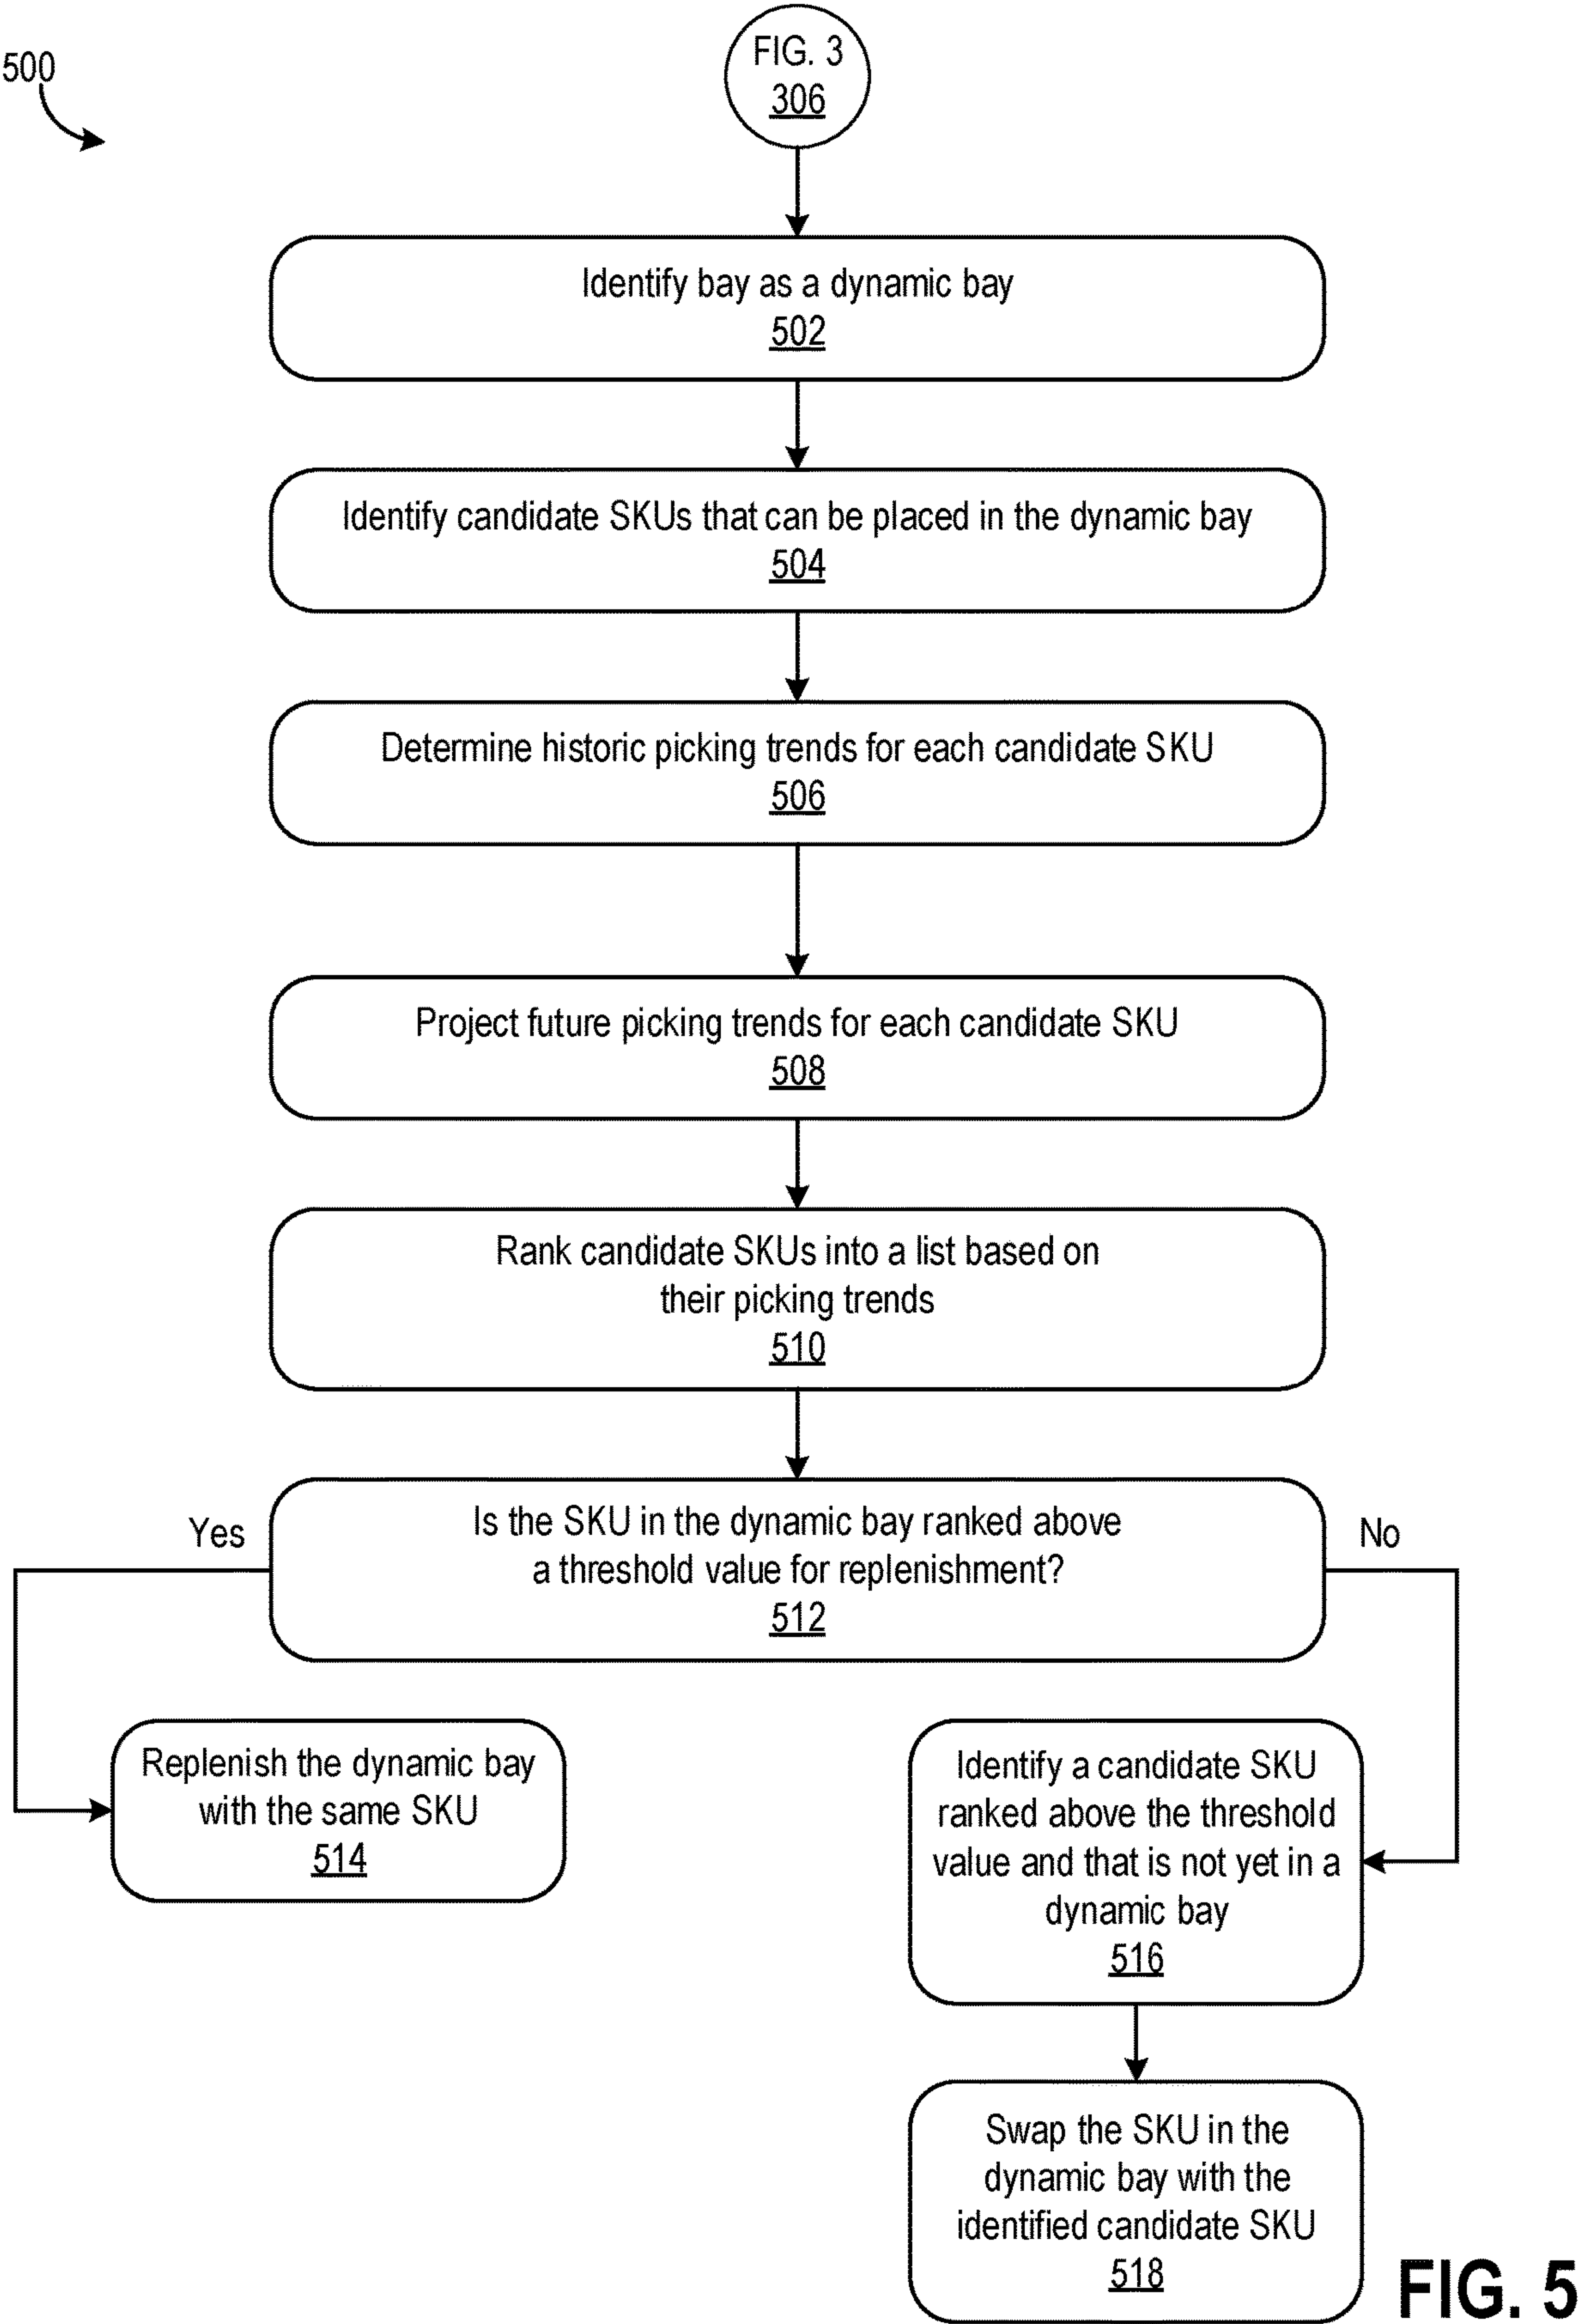 500
FIG. 3
306
Identify bay as a dynamic bay
502
Identify candidate SKUs that can be placed in the dynamic bay
504
Determine historic picking trends for each candidate SKU
506
Project future picking trends for each candidate SKU
508
Rank candidate SKUs into a list based on
their picking trends
510
Is the SKU in the dynamic bay ranked above
a threshold value for replenishment?
512
Yes
No
Replenish the dynamic bay
with the same SKU
514
Identify a candidate SKU
ranked above the threshold
value and that is not yet in a
dynamic bay
516
Swap the SKU in the
dynamic bay with the
identified candidate SKU
518
FIG. 5